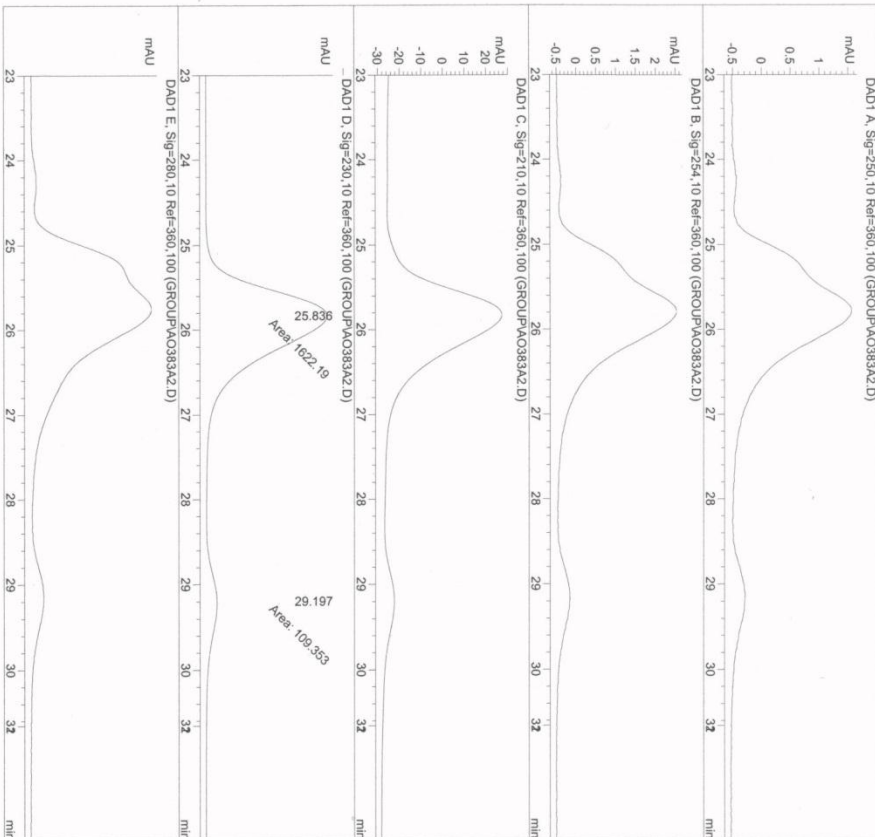 DAD1 A, Sig=250,10 Ref=360,100 (GROUP\AO383A2.D)
mAU
1
0.5
0
-0.5
23 24 25 26 27 28 29 30 min
DAD1 B, Sig=254,10 Ref=360,100 (GROUP\AO383A2.D)
mAU
2
1.5
1
0.5
0
-0.5
23 24 25 26 27 28 29 30 min
DAD1 C, Sig=210,10 Ref=360,100 (GROUP\AO383A2.D)
mAU
20
10
0
-10
-20
-30
23 24 25 26 27 28 29 30 min
DAD1 D, Sig=230,10 Ref=360,100 (GROUP\AO383A2.D)
mAU
25.836
Area: 1622.19
29.197
Area: 109.353
23 24 25 26 27 28 29 30 min
DAD1 E, Sig=280,10 Ref=360,100 (GROUP\AO383A2.D)
mAU
23 24 25 26 27 28 29 30 min